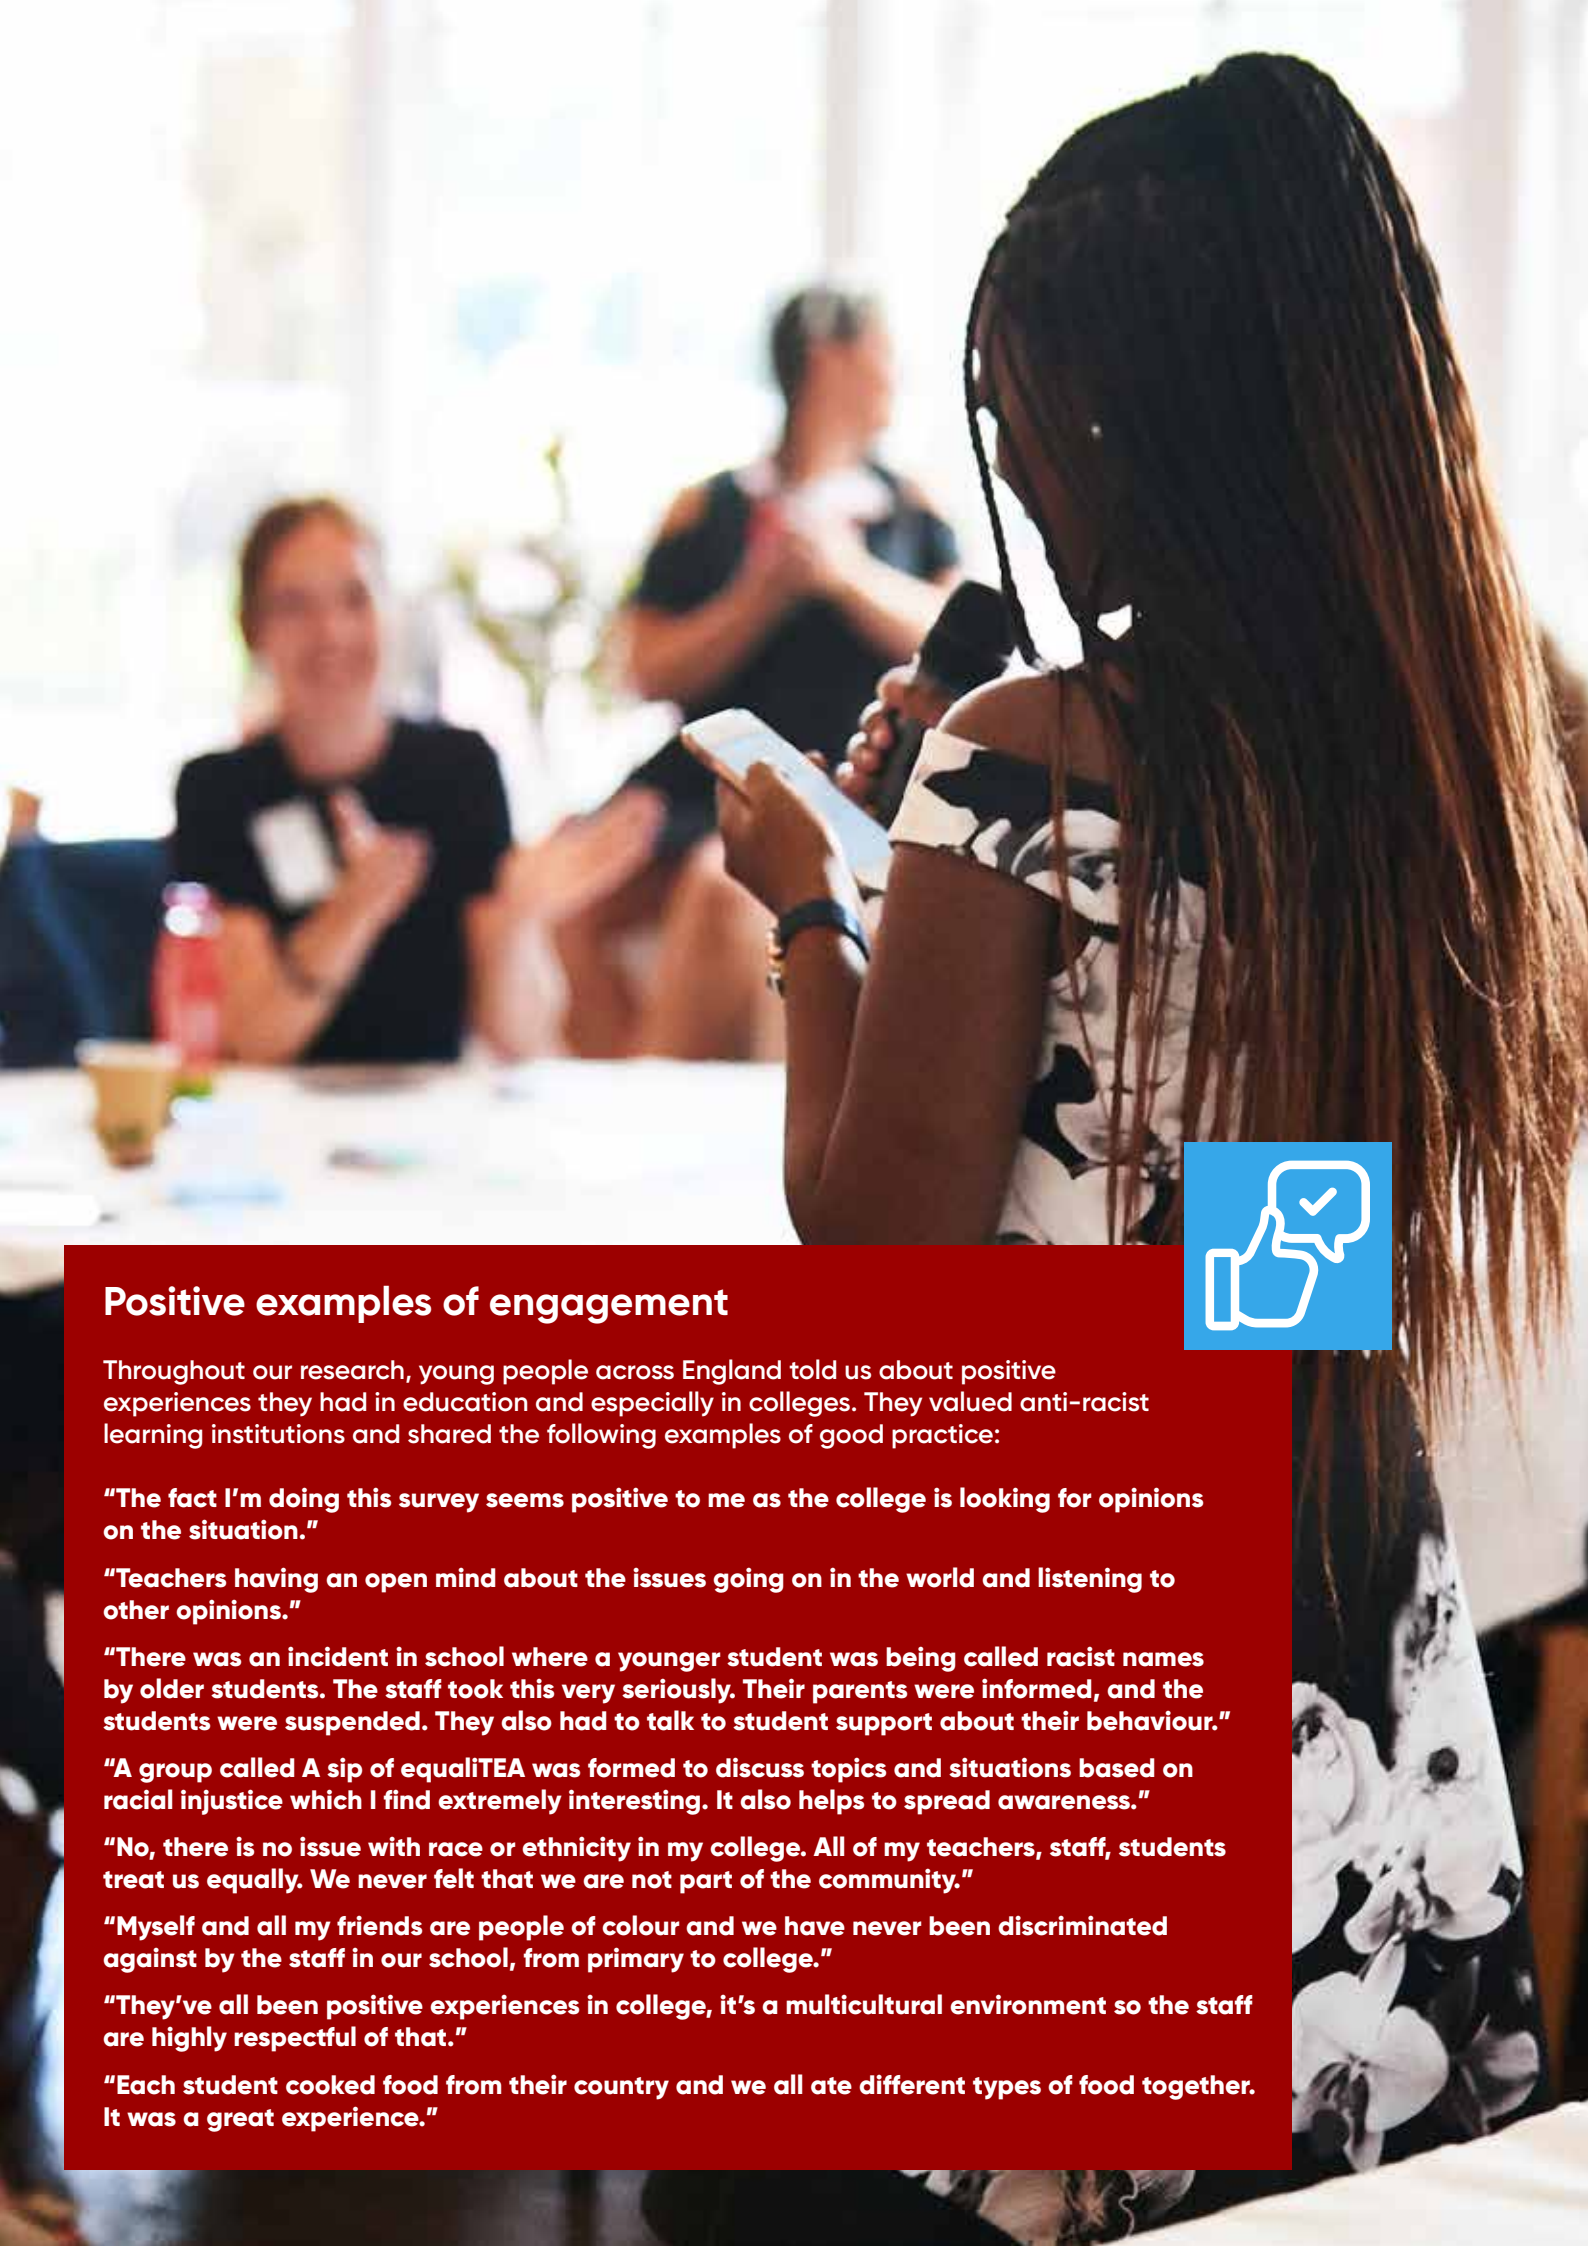 Positive examples of engagement
Throughout our research, young people across England told us about positive
experiences they had in education and especially in colleges. They valued anti-racist
learning institutions and shared the following examples of good practice:
“The fact I’m doing this survey seems positive to me as the college is looking for opinions
on the situation.”
“Teachers having an open mind about the issues going on in the world and listening to
other opinions.”
“There was an incident in school where a younger student was being called racist names
by older students. The staff took this very seriously. Their parents were informed, and the
students were suspended. They also had to talk to student support about their behaviour.”
“A group called A sip of equaliTEA was formed to discuss topics and situations based on
racial injustice which I find extremely interesting. It also helps to spread awareness.”
“No, there is no issue with race or ethnicity in my college. All of my teachers, staff, students
treat us equally. We never felt that we are not part of the community.”
“Myself and all my friends are people of colour and we have never been discriminated
against by the staff in our school, from primary to college.”
“They’ve all been positive experiences in college, it’s a multicultural environment so the staff
are highly respectful of that.”
“Each student cooked food from their country and we all ate different types of food together.
It was a great experience.”